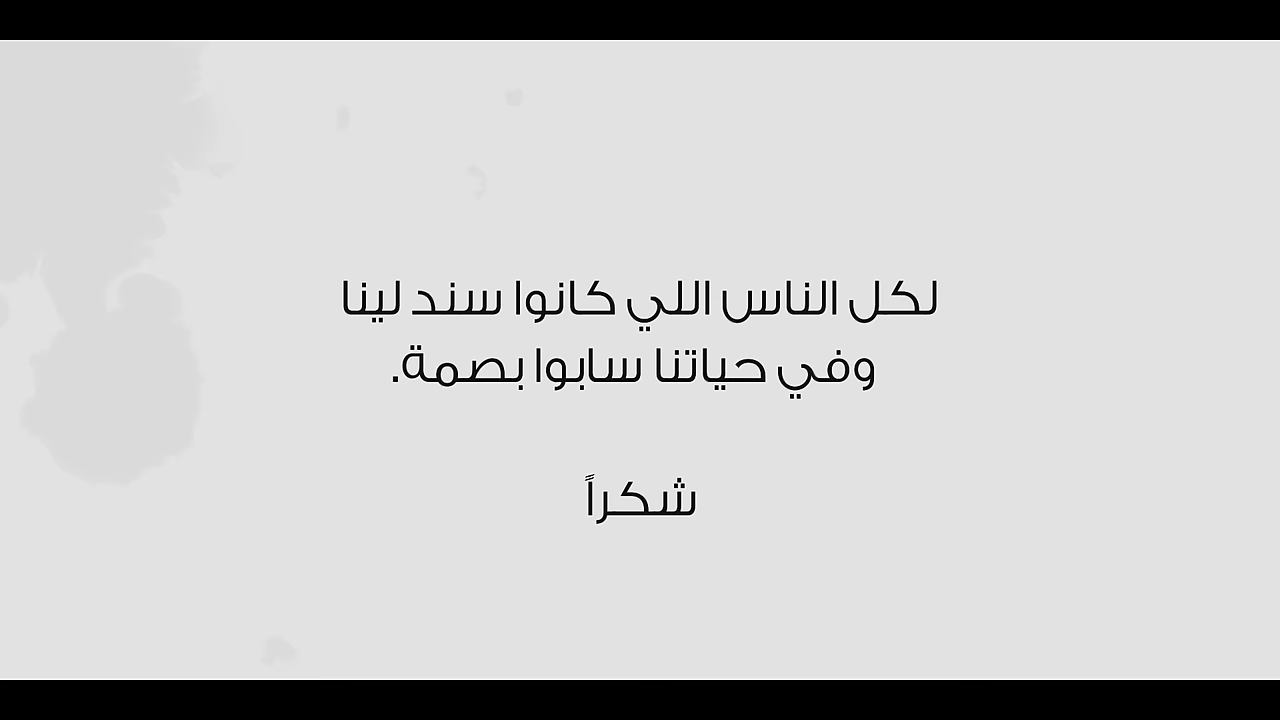 لكل الناس اللي كانوا سند لينا
وفي حياتنا سابوا بصمة.
شكراً